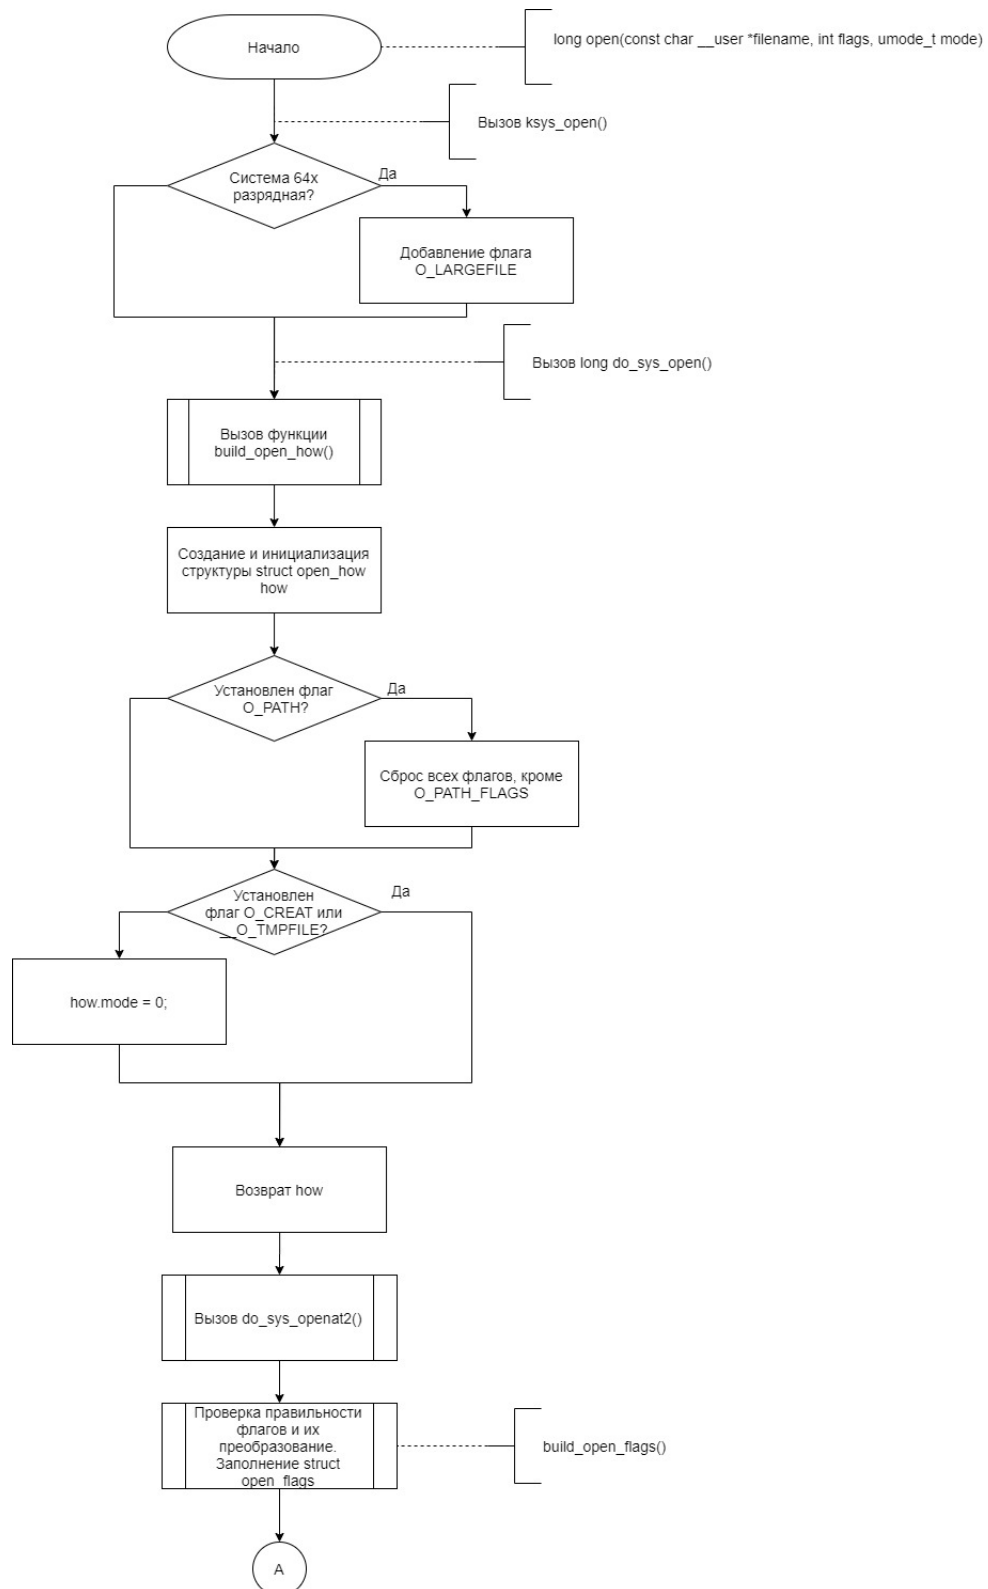 Начало
long open(const char __user *filename, int flags, umode_t mode)
Вызов ksys_open()
Система 64х
разрядная?
Да
Добавление флага
O_LARGEFILE
Вызов long do_sys_open()
Вызов функции
build_open_how()
Создание и инициализация
структуры struct open_how
how
Установлен флаг
O_PATH?
Да
Сброс всех флагов, кроме
O_PATH_FLAGS
Установлен
флаг O_CREAT или
__O_TMPFILE?
Да
how.mode = 0;
Возврат how
Вызов do_sys_openat2()
Проверка правильности
флагов и их
преобразование.
Заполнение struct
open_flags
build_open_flags()
A